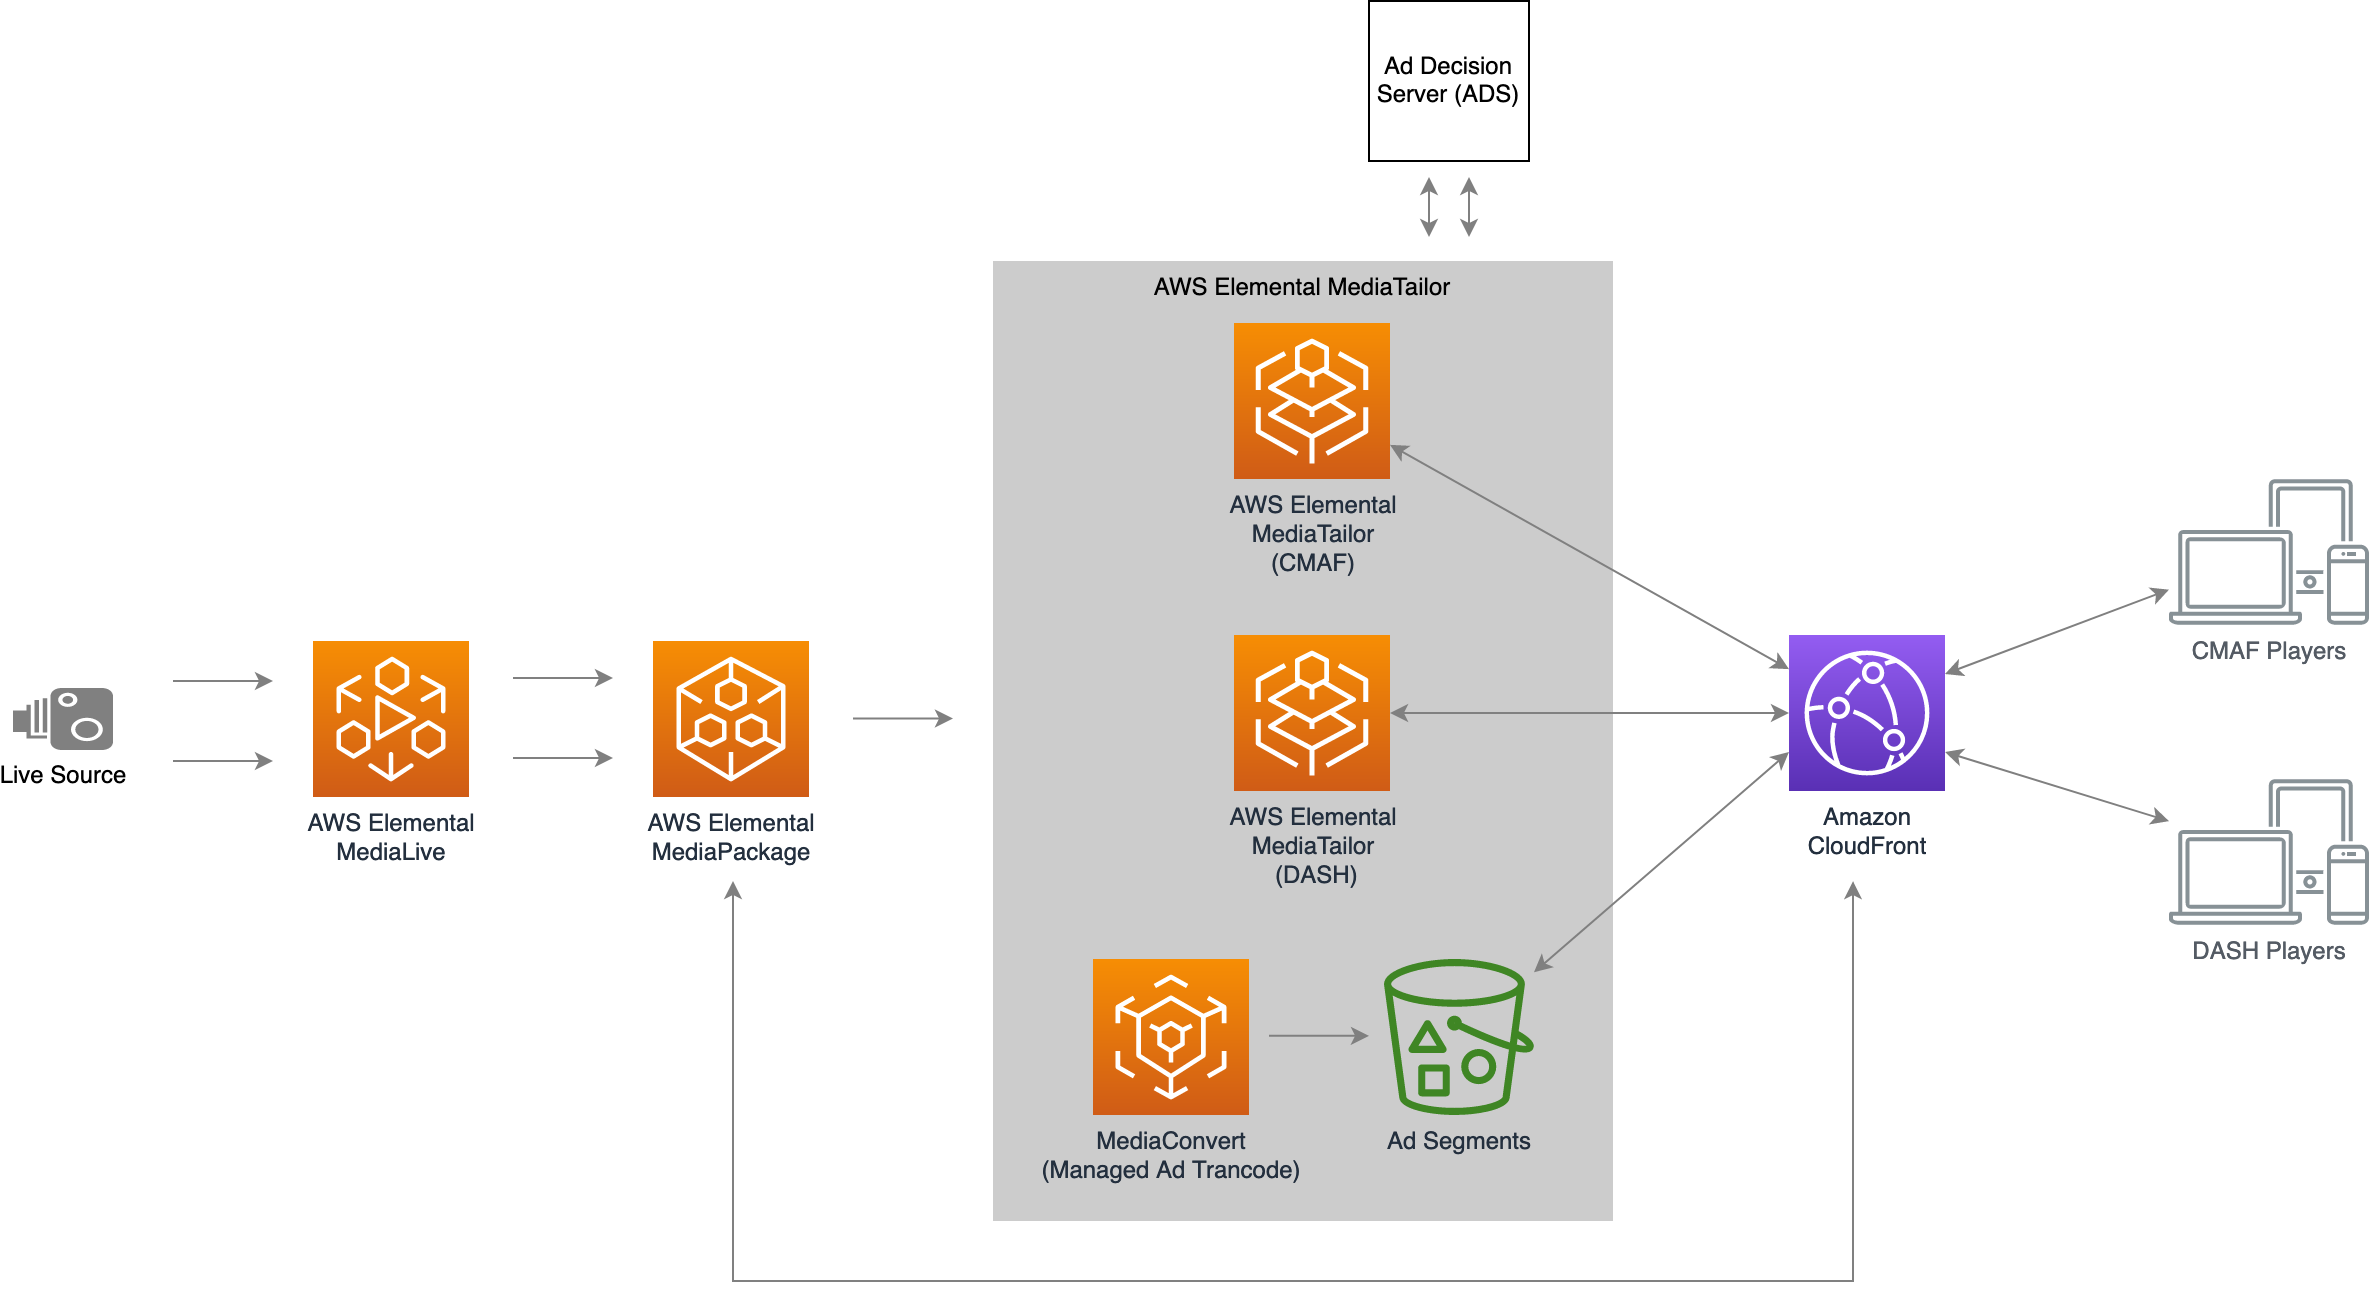 Ad Decision
Server (ADS)
AWS Elemental MediaTailor
AWS Elemental
MediaTailor
(CMAF)
CMAF Players
Live Source
AWS Elemental
MediaLive
AWS Elemental
MediaPackage
AWS Elemental
MediaTailor
(DASH)
Amazon
CloudFront
DASH Players
MediaConvert
(Managed Ad Trancode)
Ad Segments